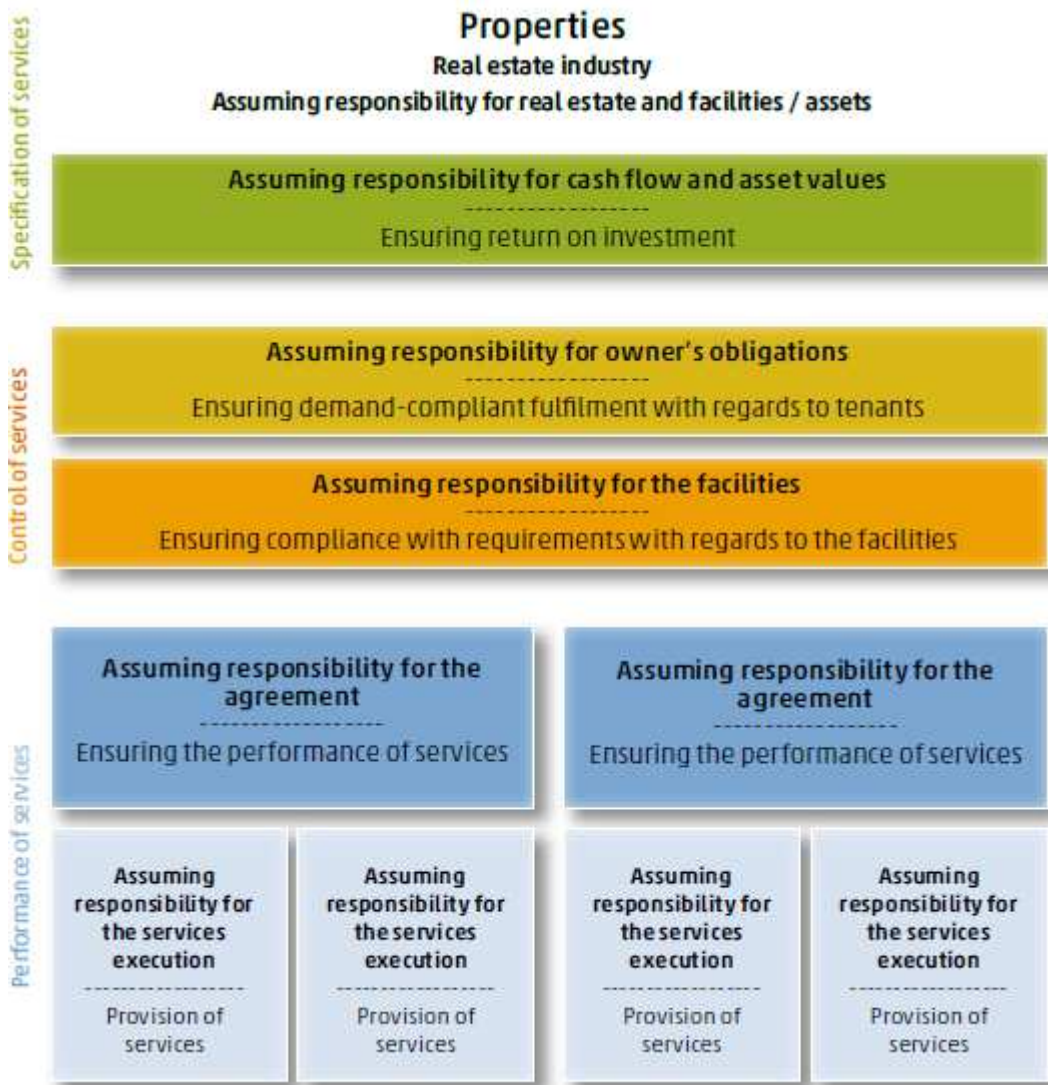 Properties
Real estate industry
Assuming responsibility for real estate and facilities / assets
Specification of services
Assuming responsibility for cash flow and asset values
-------------------
Ensuring return on investment
Control of services
Assuming responsibility for owner's obligations
-------------------
Ensuring demand-compliant fulfilment with regards to tenants
Assuming responsibility for the facilities
-------------------
Ensuring compliance with requirements with regards to the facilities
Performance of services
Assuming responsibility for the
agreement
-------------------
Ensuring the performance of services
Assuming responsibility for the
agreement
-------------------
Ensuring the performance of services
Assuming
responsibility for
the services
execution
-----------------
Provision of
services
Assuming
responsibility for
the services
execution
-----------------
Provision of
services
Assuming
responsibility for
the services
execution
-----------------
Provision of
services
Assuming
responsibility for
the services
execution
-----------------
Provision of
services